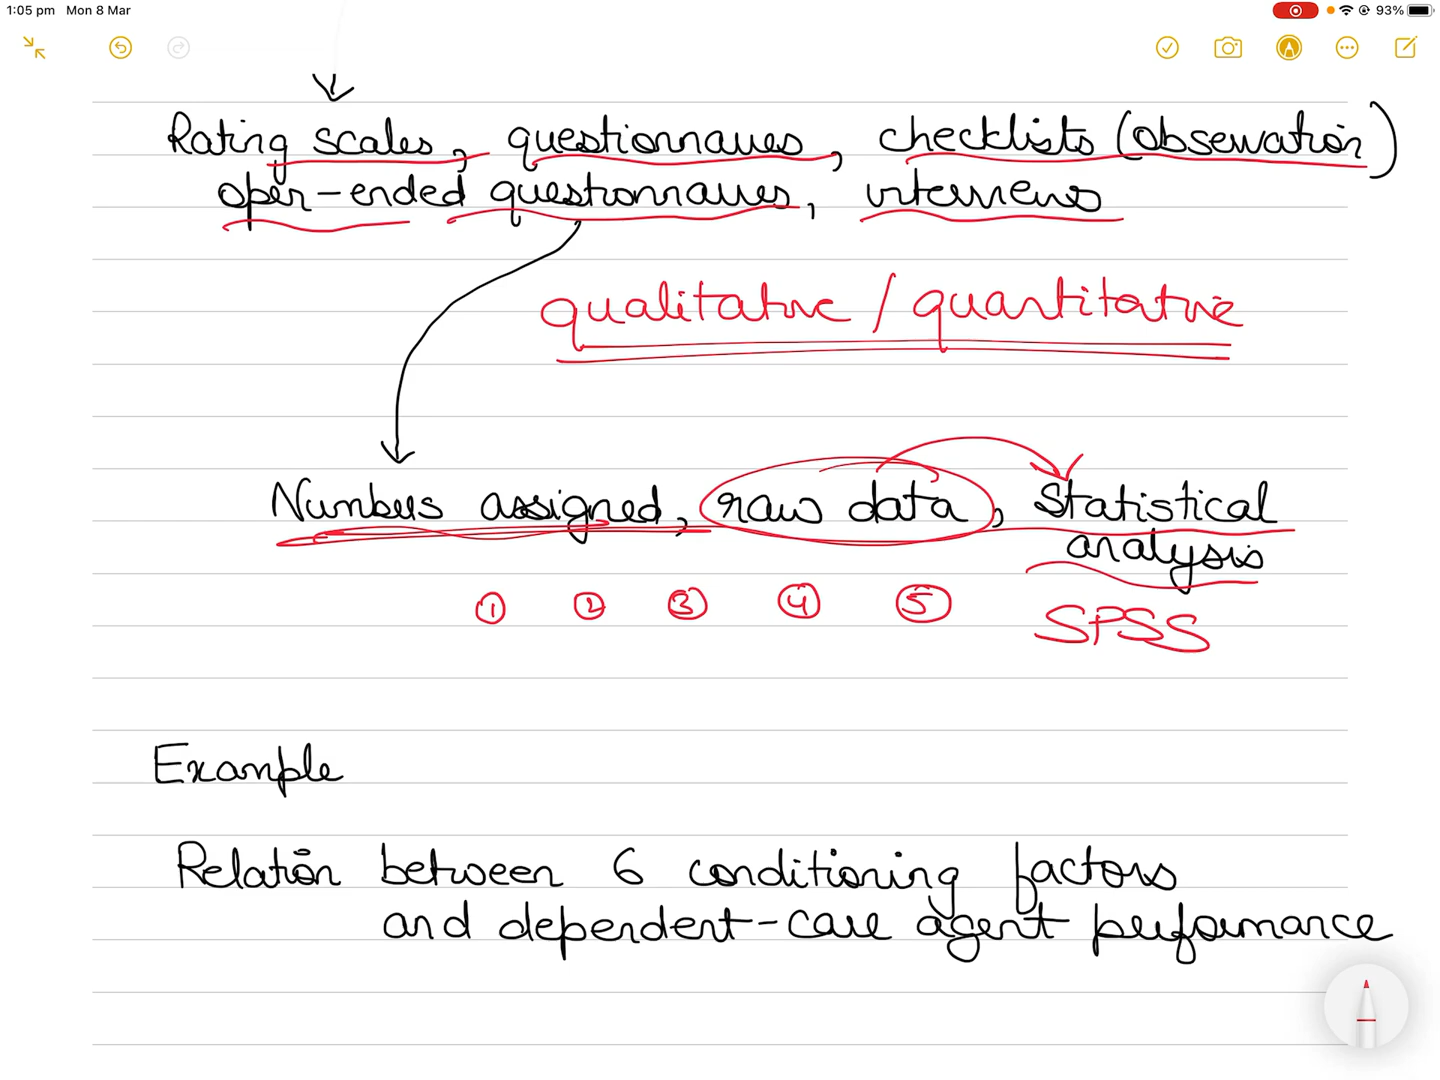 1:05 pm Mon 8 Mar 93%
Rating scales, questionnaires, checklists (observation)
open-ended questionnaires, interviews
qualitative / quantitative
Numbers assigned, raw data, Statistical
analysis
1 2 3 4 5
SPSS
Example
Relation between 6 conditioning factors
and dependent-care agent performance